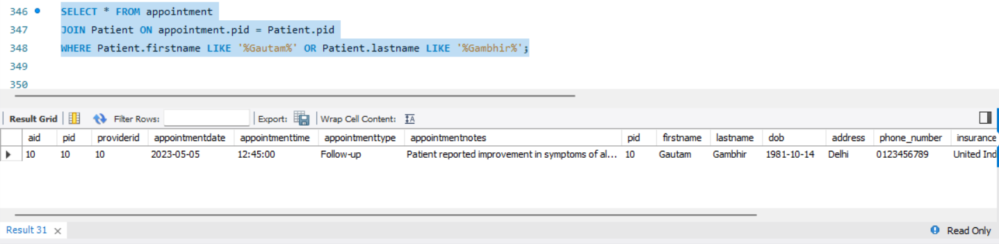 346 SELECT * FROM appointment
347 JOIN Patient ON appointment.pid = Patient.pid
348 WHERE Patient.firstname LIKE '%Gautam%' OR Patient.lastname LIKE '%Gambhir%';
349
350
Result Grid Filter Rows: Export: Wrap Cell Content: IA
aid pid providerid appointmentdate appointmenttime appointmenttype appointmentnotes pid firstname lastname dob address phone_number insurance
10 10 10 2023-05-05 12:45:00 Follow-up Patient reported improvement in symptoms of al... 10 Gautam Gambhir 1981-10-14 Delhi 0123456789 United Ind
Result 31 Read Only